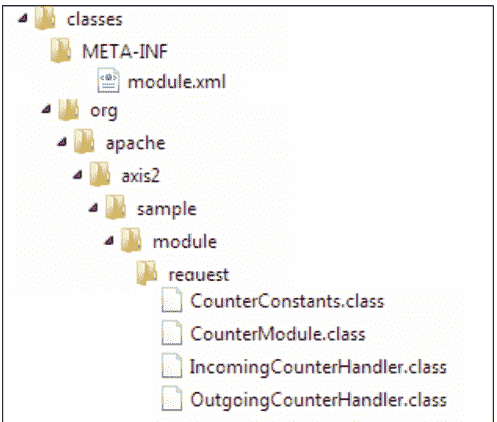 classes
META-INF
module.xml
org
apache
axis2
sample
module
request
CounterConstants.class
CounterModule.class
IncomingCounterHandler.class
OutgoingCounterHandler.class